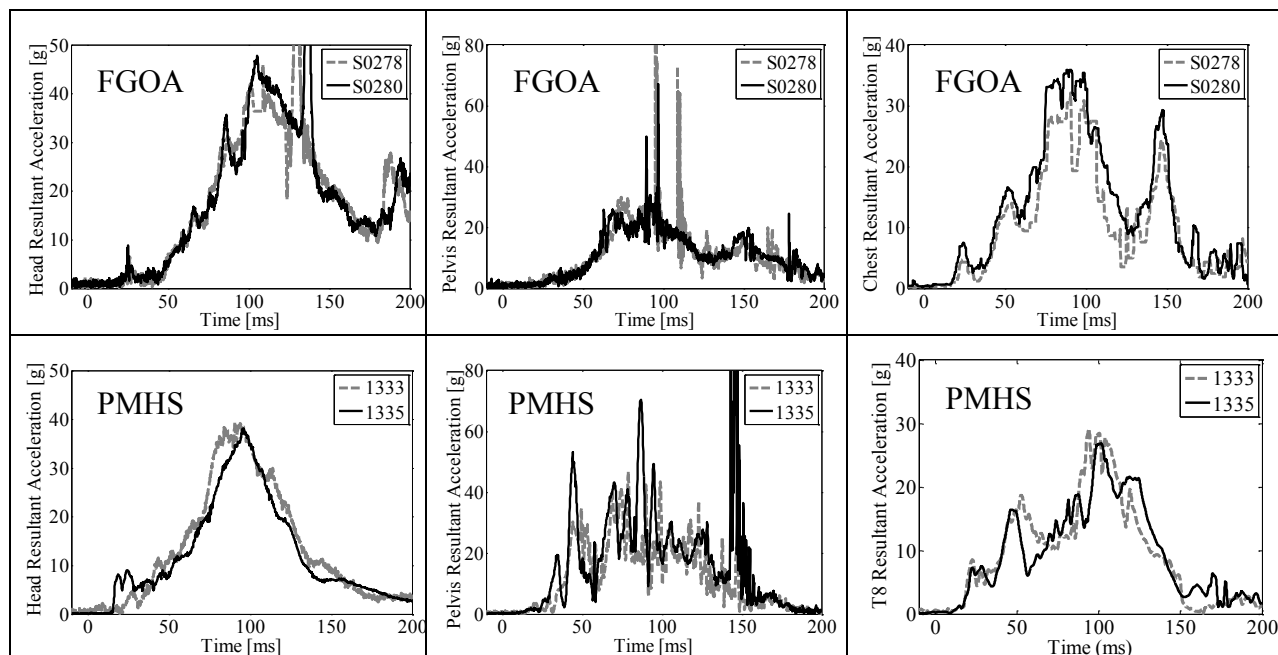 Head Resultant Acceleration [g]
50
40
30
20
10
0
FGOA
S0278
S0280
0 50 100 150 200
Time [ms]
Pelvis Resultant Acceleration [g]
80
60
40
20
0
FGOA
S0278
S0280
0 50 100 150 200
Time [ms]
Chest Resultant Acceleration [g]
40
30
20
10
0
FGOA
S0278
S0280
0 50 100 150 200
Time [ms]
Head Resultant Acceleration [g]
50
40
30
20
10
0
PMHS
1333
1335
0 50 100 150 200
Time [ms]
Pelvis Resultant Acceleration [g]
80
60
40
20
0
PMHS
1333
1335
0 50 100 150 200
Time [ms]
T8 Resultant Acceleration [g]
40
30
20
10
0
PMHS
1333
1335
0 50 100 150 200
Time (ms)